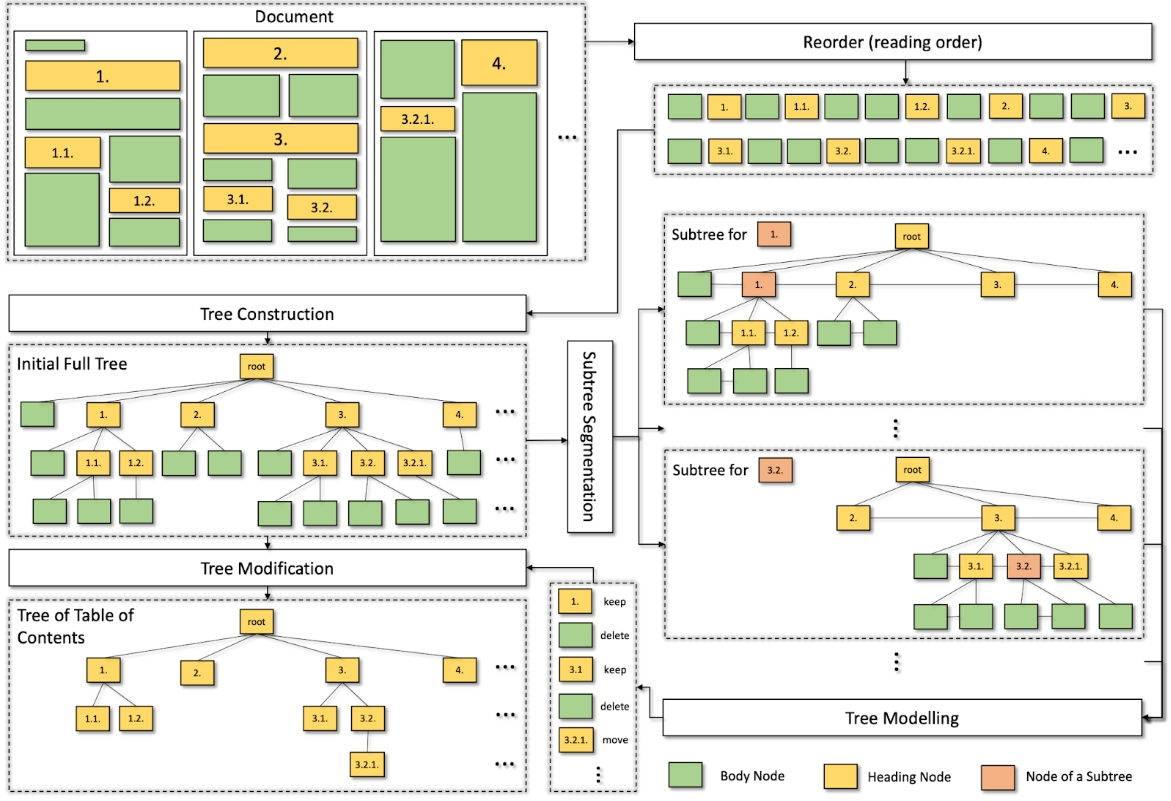 Document
1.
1.1.
1.2.
2.
3.
3.1.
3.2.
3.2.1.
4.
...
Reorder (reading order)
1. 1.1. 1.2. 2. 3.
3.1. 3.2. 3.2.1. 4. ...
Tree Construction
Initial Full Tree
root
1. 2. 3. 4. ...
1.1. 1.2. 3.1. 3.2. 3.2.1. ...
...
Subtree Segmentation
Subtree for 1.
root
1. 2. 3. 4.
1.1. 1.2.
...
Subtree for 3.2.
root
2. 3. 4.
3.1. 3.2. 3.2.1.
...
Tree Modelling
1. keep
delete
3.1 keep
delete
3.2.1. move
...
Tree Modification
Tree of Table of
Contents
root
1. 2. 3. 4. ...
1.1. 1.2. 3.1. 3.2. ...
3.2.1. ...
Body Node
Heading Node
Node of a Subtree